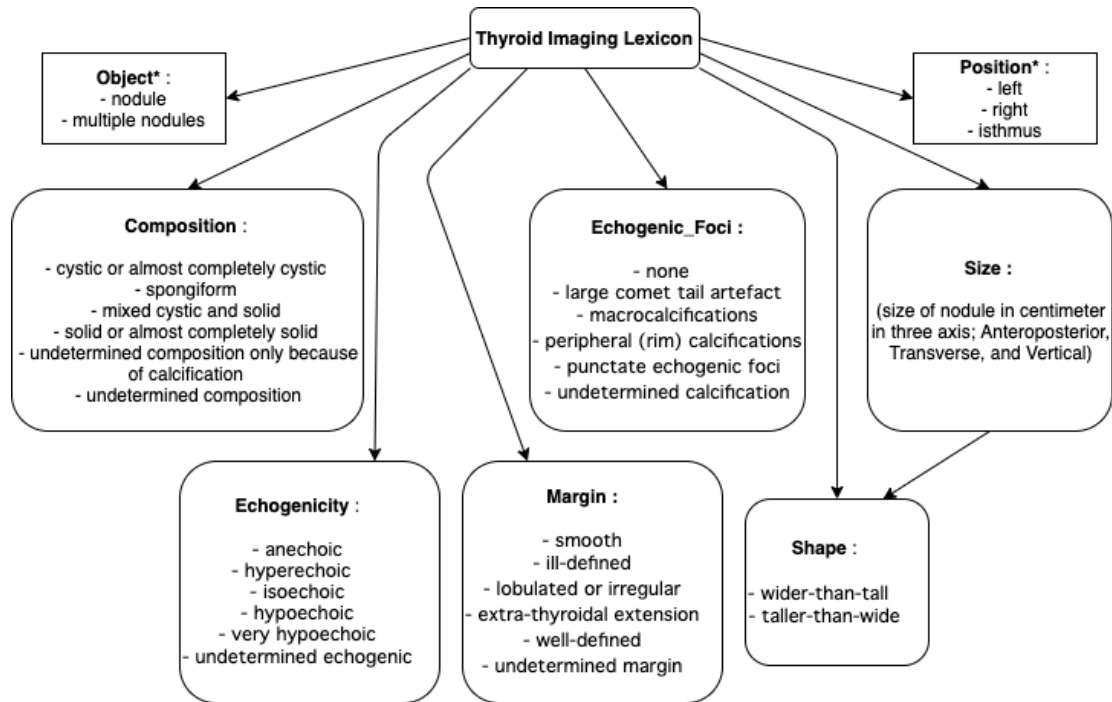 Thyroid Imaging Lexicon
Object* :
- nodule
- multiple nodules
Position* :
- left
- right
- isthmus
Composition :
- cystic or almost completely cystic
- spongiform
- mixed cystic and solid
- solid or almost completely solid
- undetermined composition only because
of calcification
- undetermined composition
Echogenic_Foci :
- none
- large comet tail artefact
- macrocalcifications
- peripheral (rim) calcifications
- punctate echogenic foci
- undetermined calcification
Size :
(size of nodule in centimeter
in three axis; Anteroposterior,
Transverse, and Vertical)
Echogenicity :
- anechoic
- hyperechoic
- isoechoic
- hypoechoic
- very hypoechoic
- undetermined echogenic
Margin :
- smooth
- ill-defined
- lobulated or irregular
- extra-thyroidal extension
- well-defined
- undetermined margin
Shape :
- wider-than-tall
- taller-than-wide